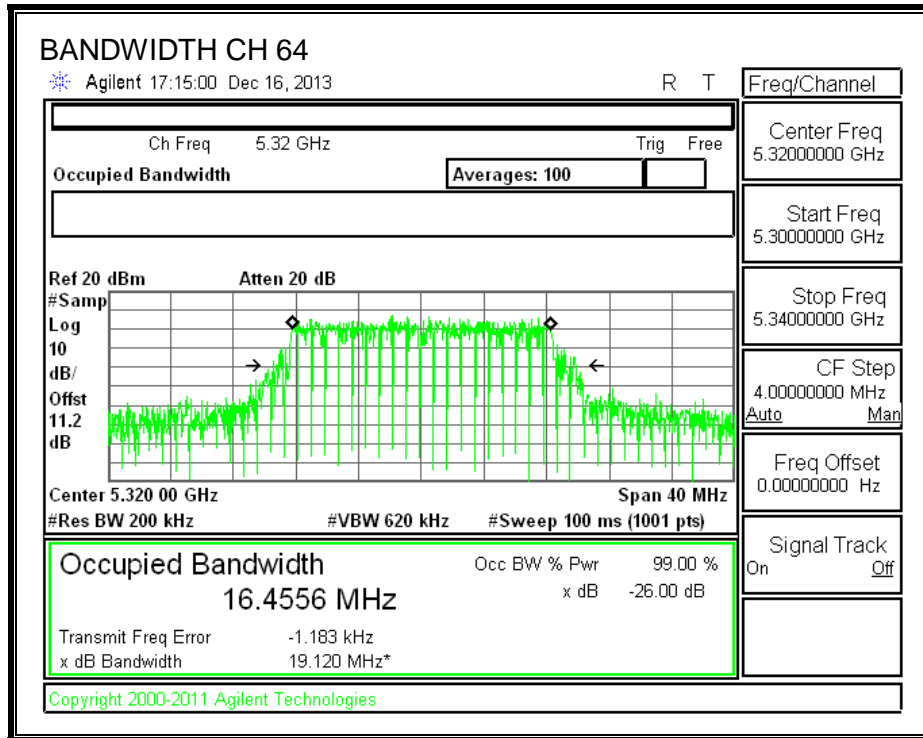 BANDWIDTH CH 64
Agilent 17:15:00 Dec 16, 2013 R T
Freq/Channel
Ch Freq 5.32 GHz Trig Free
Occupied Bandwidth Averages: 100
Center Freq
5.32000000 GHz
Start Freq
5.30000000 GHz
Stop Freq
5.34000000 GHz
CF Step
4.00000000 MHz
Auto Man
Freq Offset
0.00000000 Hz
Signal Track
On Off
Ref 20 dBm Atten 20 dB
#Samp
Log
10
dB/
Offst
11.2
dB
Center 5.320 00 GHz Span 40 MHz
#Res BW 200 kHz #VBW 620 kHz #Sweep 100 ms (1001 pts)
Occupied Bandwidth Occ BW % Pwr 99.00 %
16.4556 MHz x dB -26.00 dB
Transmit Freq Error -1.183 kHz
x dB Bandwidth 19.120 MHz*
Copyright 2000-2011 Agilent Technologies